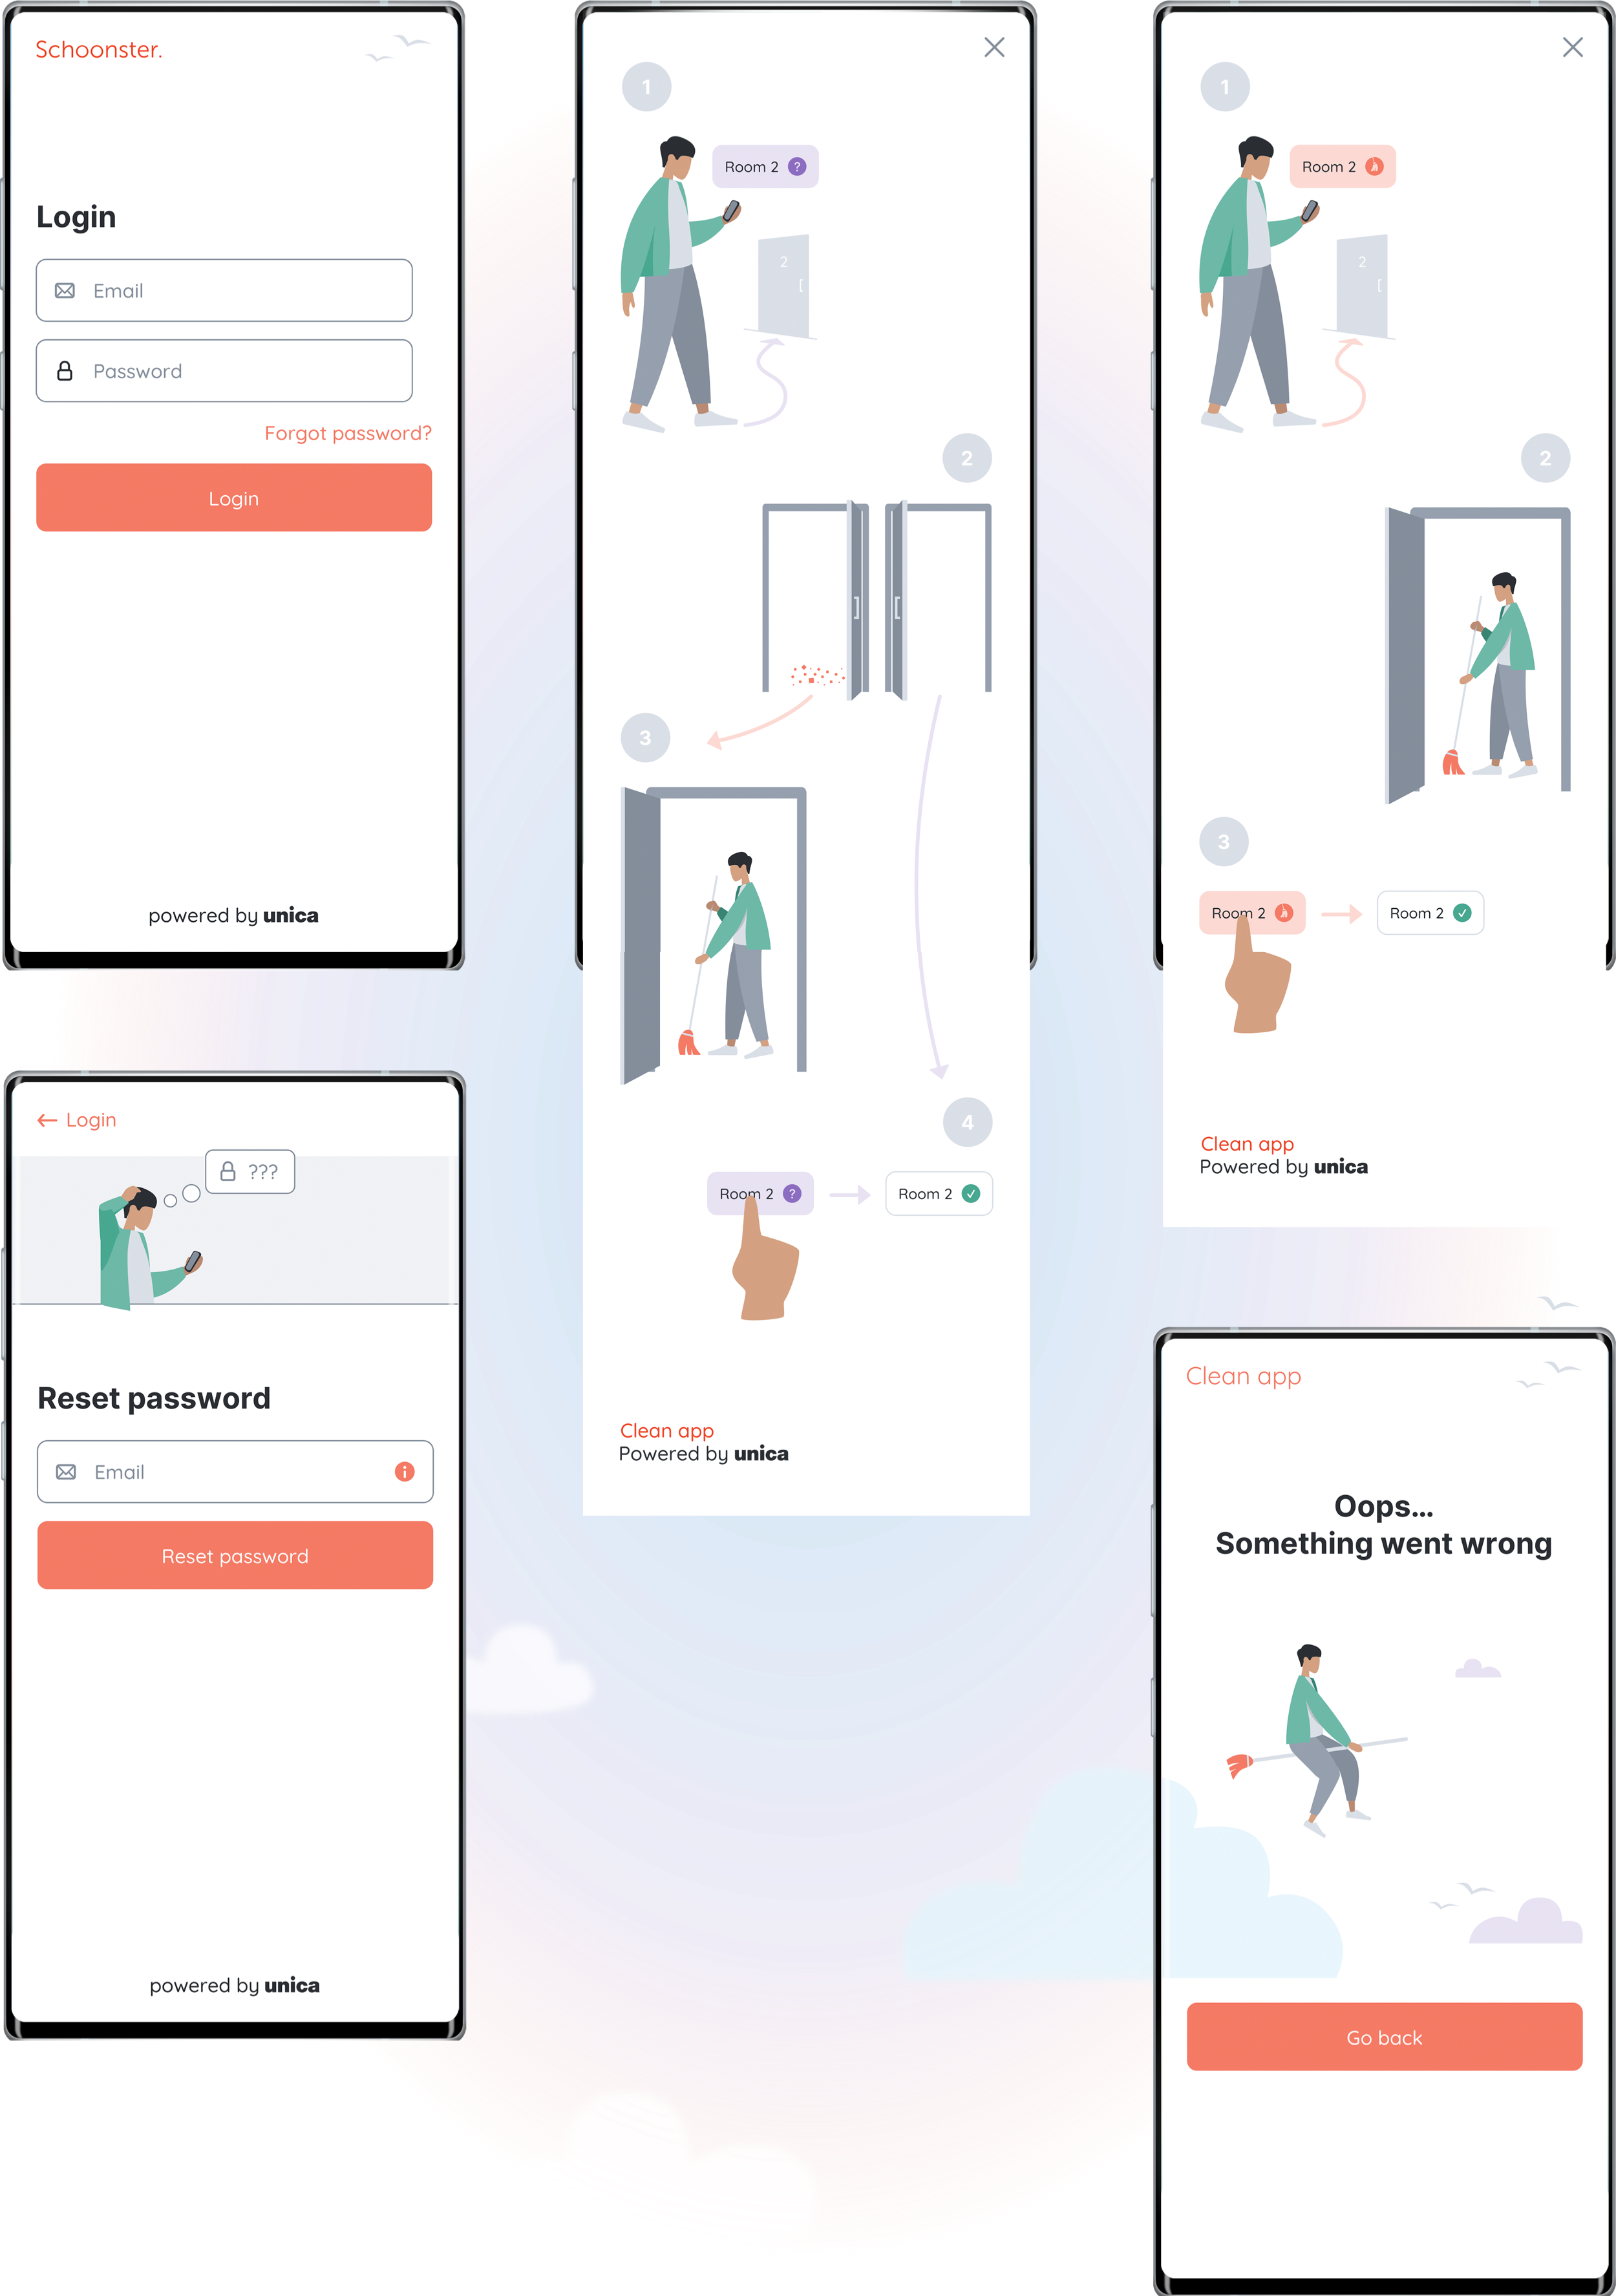 Schoonster.
Login
Email
Password
Forgot password?
Login
powered by unica
← Login
???
Reset password
Email
Reset password
powered by unica
1
Room 2 ?
2
2
3
4
Room 2 ?
Room 2
Clean app
Powered by unica
1
Room 2
2
2
3
Room 2
Room 2
Clean app
Powered by unica
Clean app
Oops...
Something went wrong
Go back